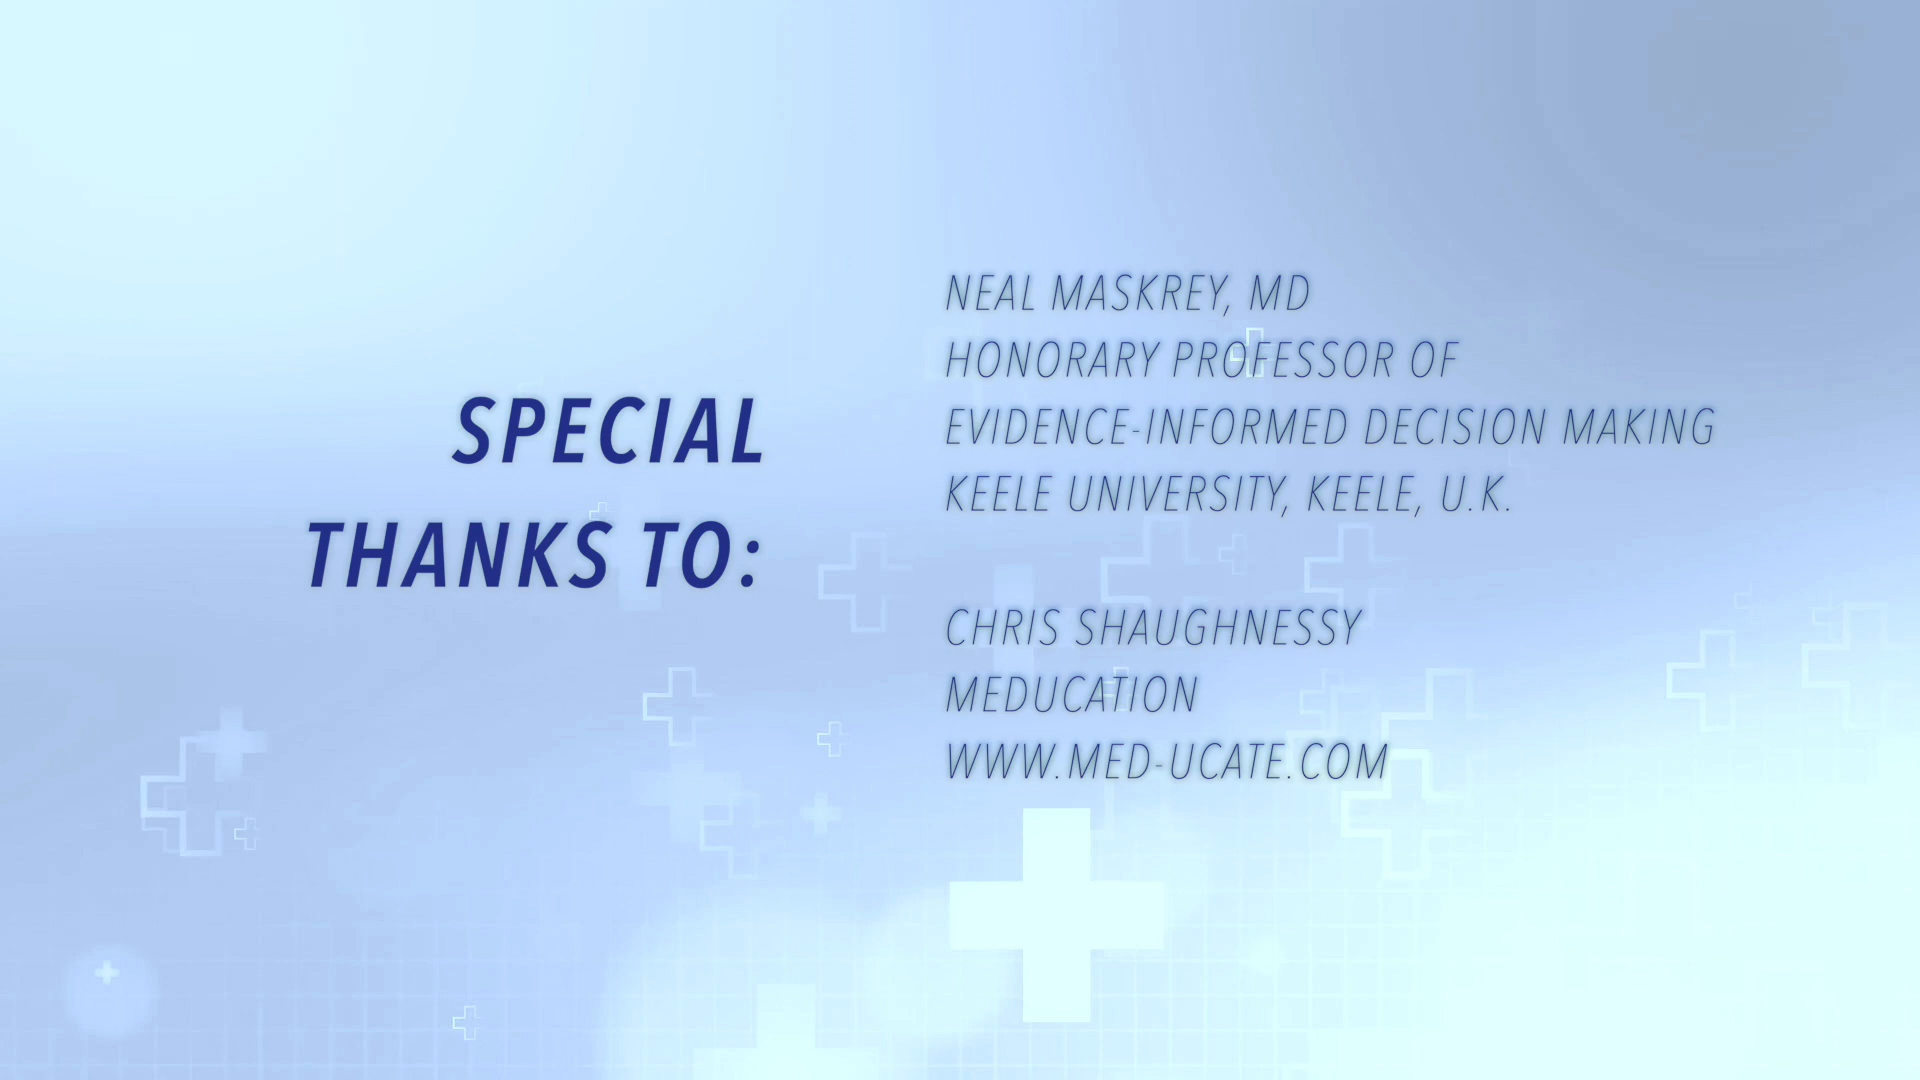 SPECIAL
THANKS TO:
NEAL MASKREY, MD
HONORARY PROFESSOR OF
EVIDENCE-INFORMED DECISION MAKING
KEELE UNIVERSITY, KEELE, U.K.
CHRIS SHAUGHNESSY
MEDUCATION
WWW.MED-UCATE.COM